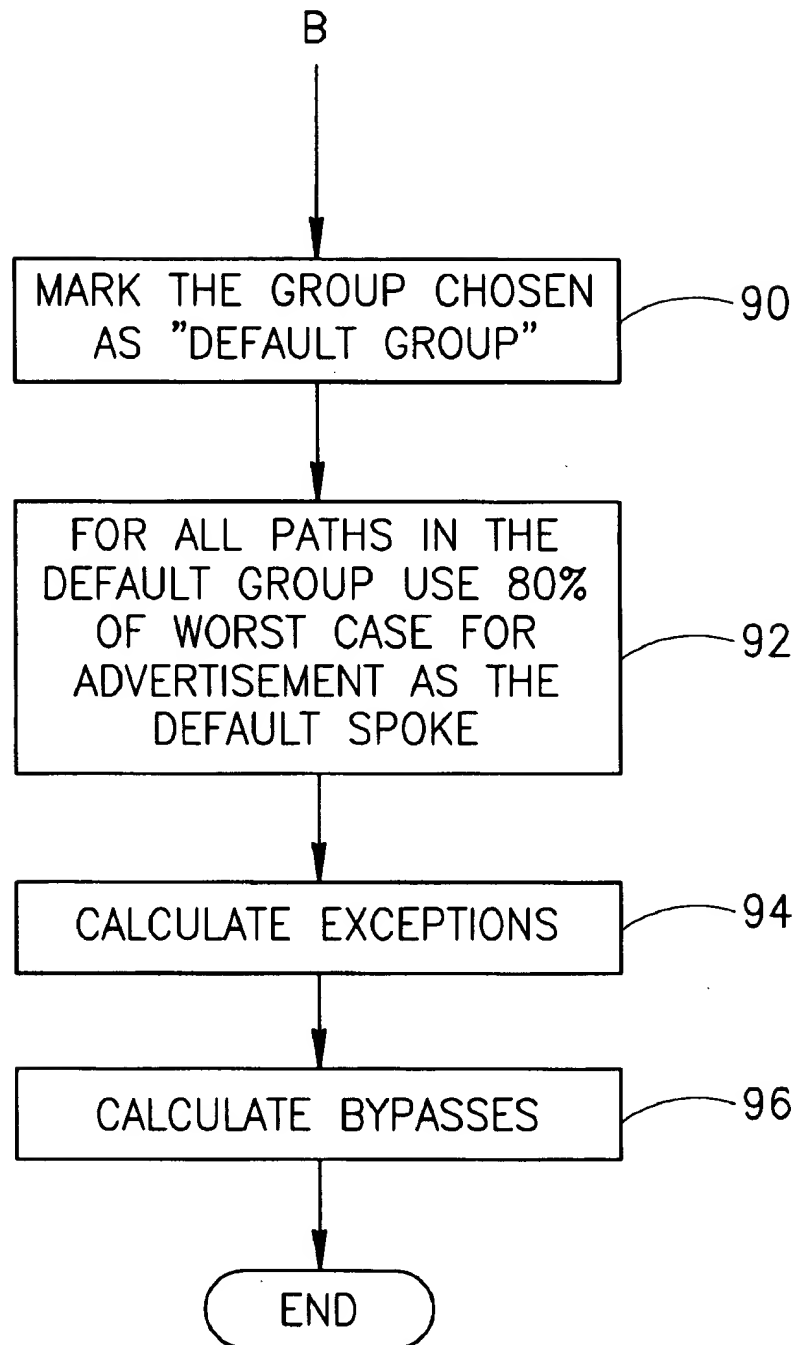 B
MARK THE GROUP CHOSEN
AS "DEFAULT GROUP"
90
FOR ALL PATHS IN THE
DEFAULT GROUP USE 80%
OF WORST CASE FOR
ADVERTISEMENT AS THE
DEFAULT SPOKE
92
CALCULATE EXCEPTIONS
94
CALCULATE BYPASSES
96
END